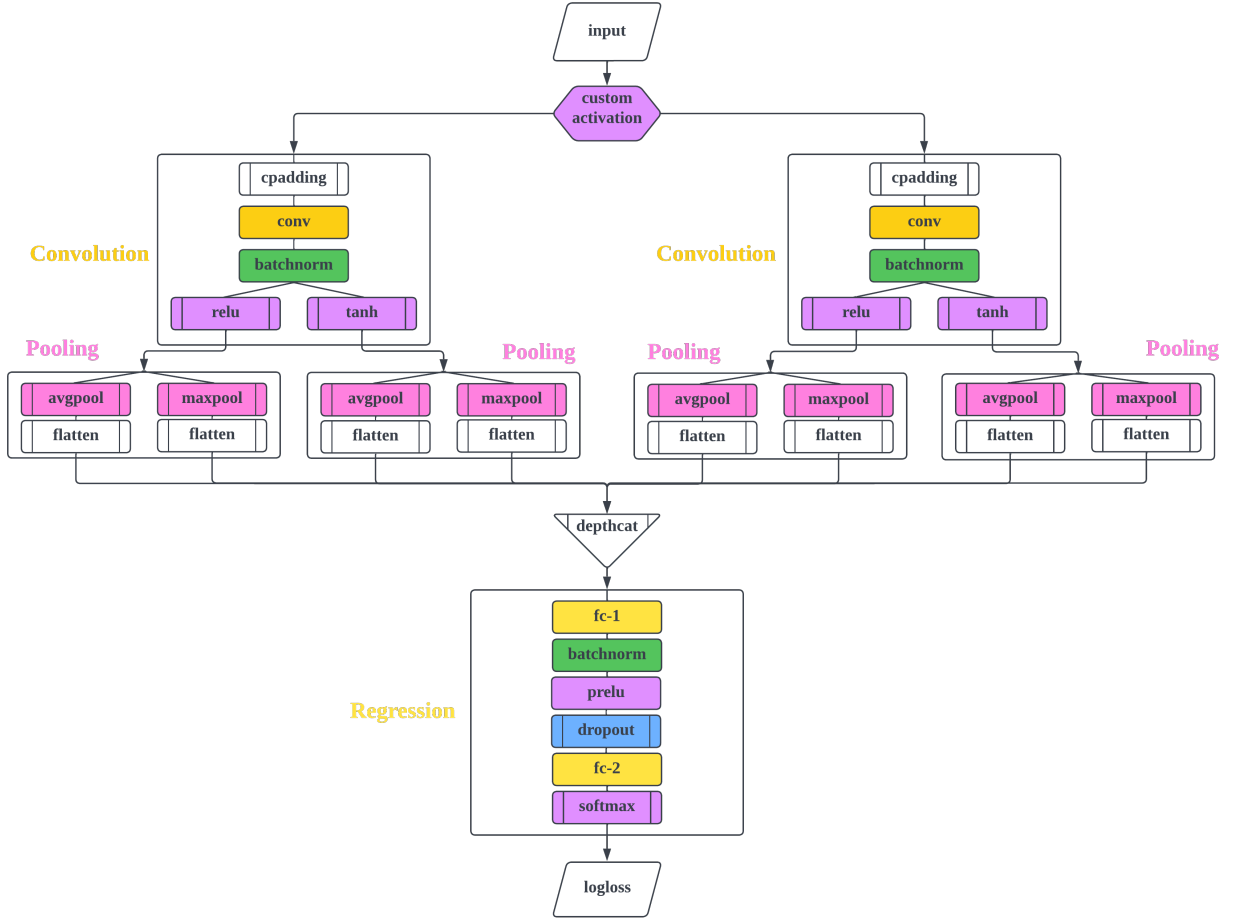 input
custom
activation
cpadding
conv
batchnorm
relu
tanh
Convolution
cpadding
conv
batchnorm
relu
tanh
Convolution
Pooling
avgpool
maxpool
flatten
flatten
Pooling
avgpool
maxpool
flatten
flatten
Pooling
avgpool
maxpool
flatten
flatten
Pooling
avgpool
maxpool
flatten
flatten
depthcat
Regression
fc-1
batchnorm
prelu
dropout
fc-2
softmax
logloss